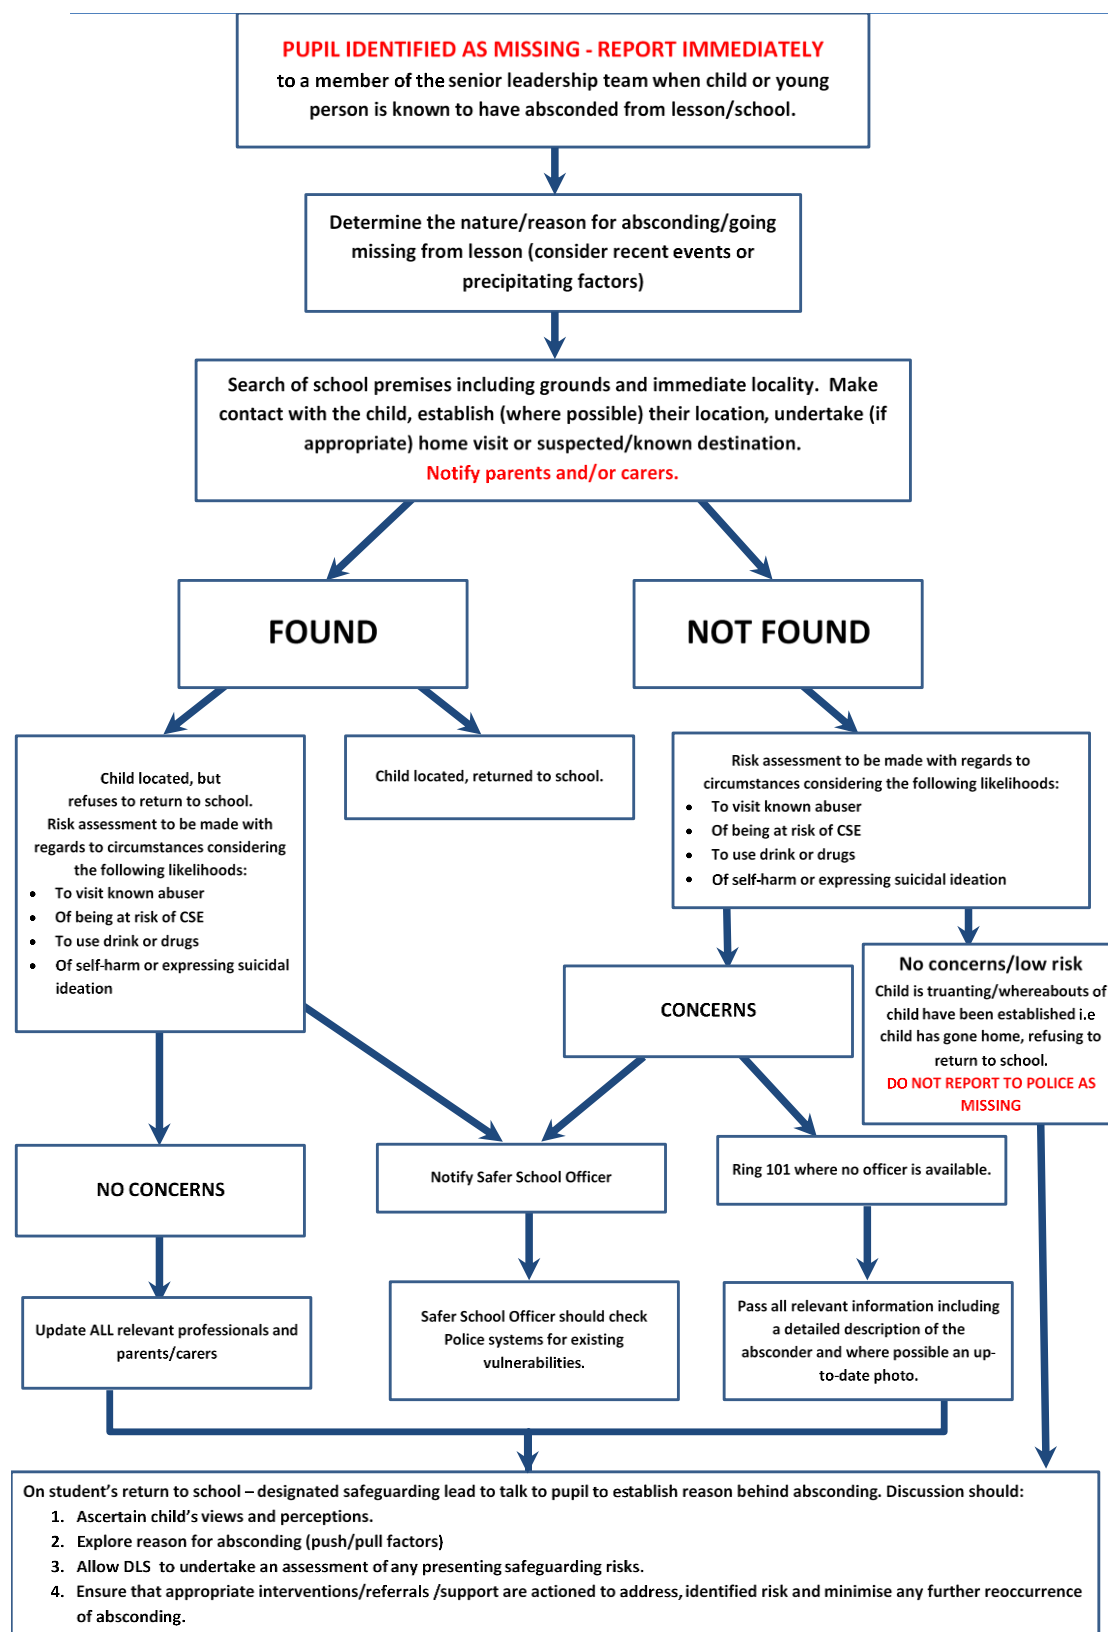 PUPIL IDENTIFIED AS MISSING - REPORT IMMEDIATELY
to a member of the senior leadership team when child or young
person is known to have absconded from lesson/school.
Determine the nature/reason for absconding/going
missing from lesson (consider recent events or
precipitating factors)
Search of school premises including grounds and immediate locality. Make
contact with the child, establish (where possible) their location, undertake (if
appropriate) home visit or suspected/known destination.
Notify parents and/or carers.
FOUND
NOT FOUND
Child located, but
refuses to return to school.
Risk assessment to be made with
regards to circumstances considering
the following likelihoods:
• To visit known abuser
• Of being at risk of CSE
• To use drink or drugs
• Of self-harm or expressing suicidal
ideation
Child located, returned to school.
Risk assessment to be made with regards to
circumstances considering the following likelihoods:
• To visit known abuser
• Of being at risk of CSE
• To use drink or drugs
• Of self-harm or expressing suicidal ideation
CONCERNS
No concerns/low risk
Child is truanting/whereabouts of
child have been established i.e
child has gone home, refusing to
return to school.
DO NOT REPORT TO POLICE AS
MISSING
NO CONCERNS
Notify Safer School Officer
Ring 101 where no officer is available.
Update ALL relevant professionals and
parents/carers
Safer School Officer should check
Police systems for existing
vulnerabilities.
Pass all relevant information including
a detailed description of the
absconder and where possible an up-
to-date photo.
On student’s return to school – designated safeguarding lead to talk to pupil to establish reason behind absconding. Discussion should:
1. Ascertain child’s views and perceptions.
2. Explore reason for absconding (push/pull factors)
3. Allow DLS to undertake an assessment of any presenting safeguarding risks.
4. Ensure that appropriate interventions/referrals /support are actioned to address, identified risk and minimise any further reoccurrence
of absconding.